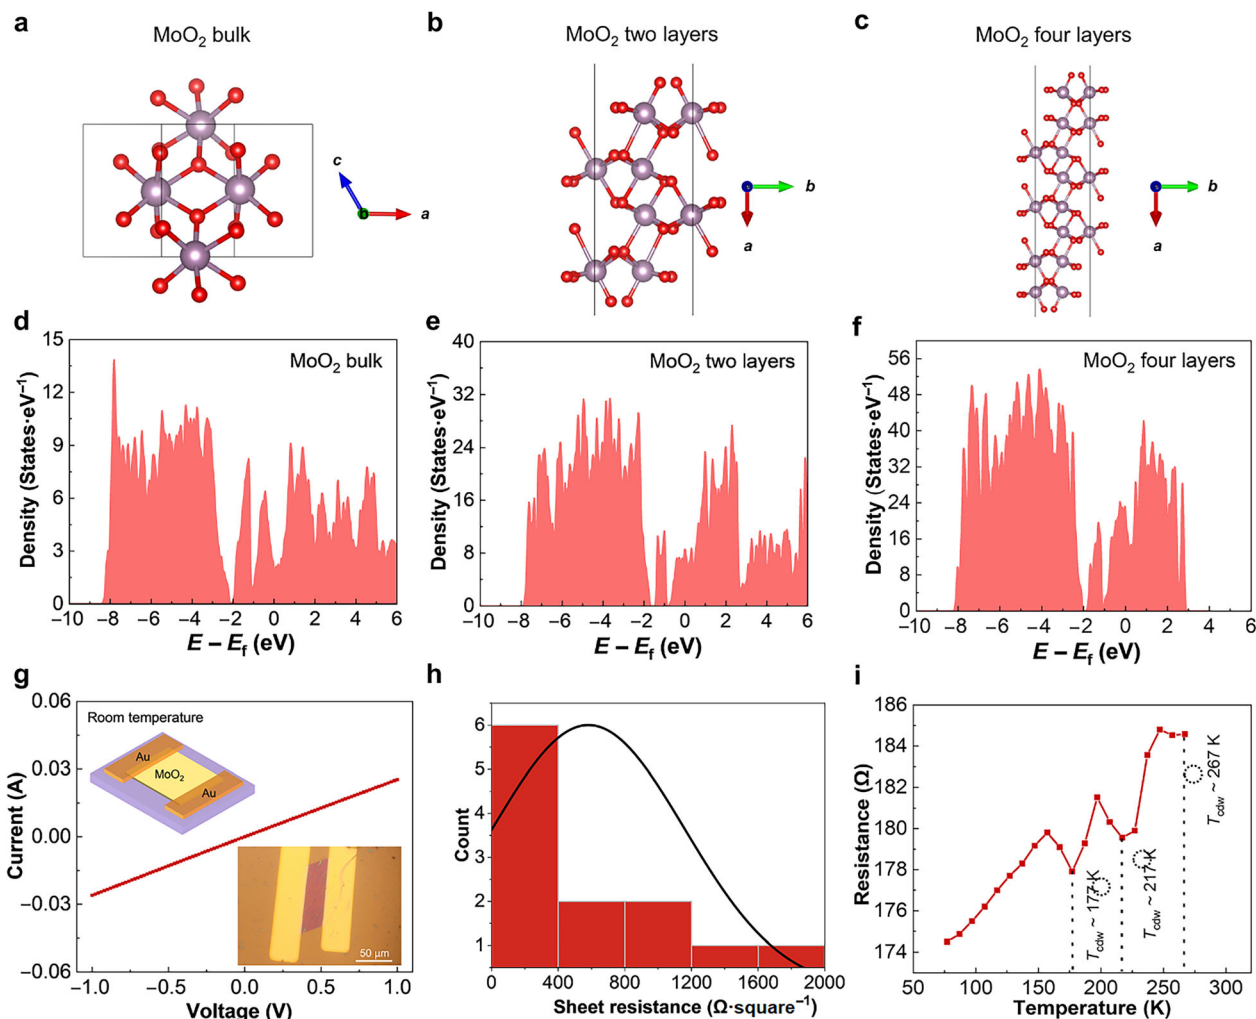 a
MoO₂ bulk
c
b
a
b
MoO₂ two layers
b
a
c
MoO₂ four layers
b
a
d
MoO₂ bulk
15
12
9
6
3
0
Density (States·eV⁻¹)
−10 −8 −6 −4 −2 0 2 4 6
E − Ef (eV)
e
MoO₂ two layers
40
32
24
16
8
0
Density (States·eV⁻¹)
−10 −8 −6 −4 −2 0 2 4 6
E − Ef (eV)
f
MoO₂ four layers
56
48
40
32
24
16
8
0
Density (States·eV⁻¹)
−10 −8 −6 −4 −2 0 2 4 6
E − Ef (eV)
g
Room temperature
Au
MoO₂
Au
50 µm
0.06
0.03
0.00
−0.03
−0.06
Current (A)
−1.0 −0.5 0.0 0.5 1.0
Voltage (V)
h
6
5
4
3
2
1
Count
0 400 800 1200 1600 2000
Sheet resistance (Ω·square⁻¹)
i
186
184
182
180
178
176
174
Resistance (Ω)
Tcdw ~ 177 K
Tcdw ~ 217 K
Tcdw ~ 267 K
50 100 150 200 250 300
Temperature (K)